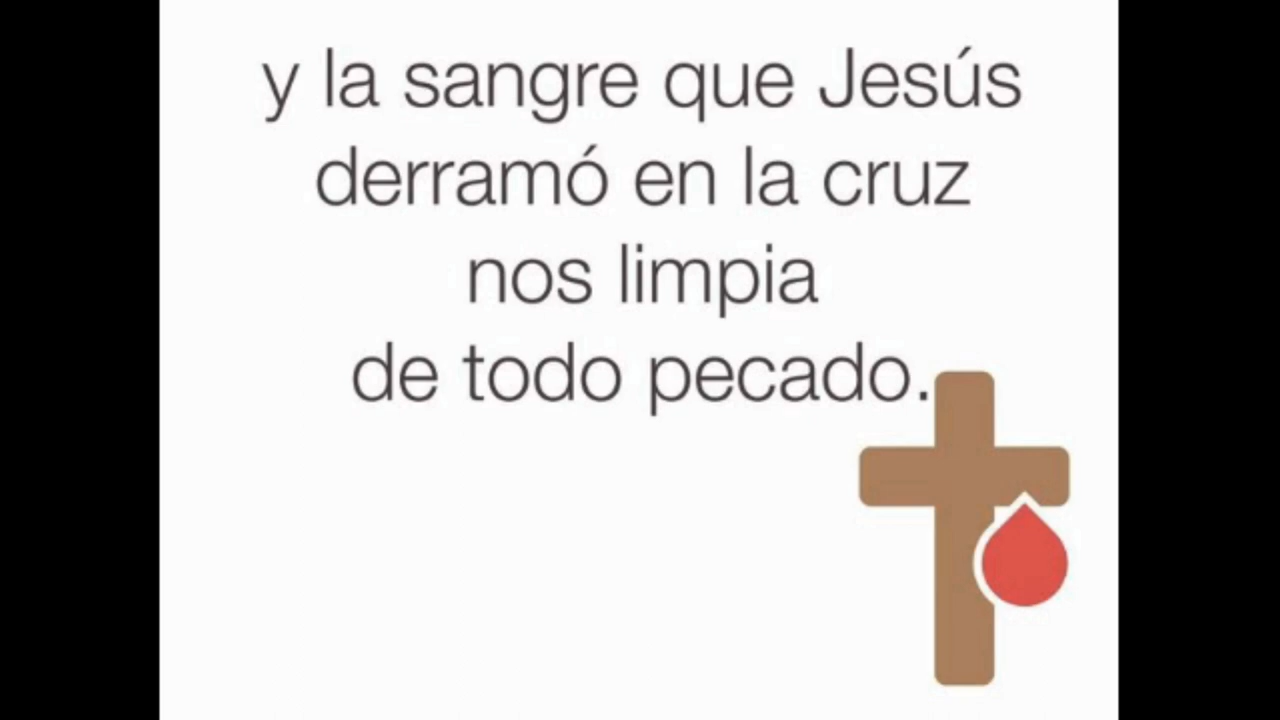 y la sangre que Jesús
derramó en la cruz
nos limpia
de todo pecado.